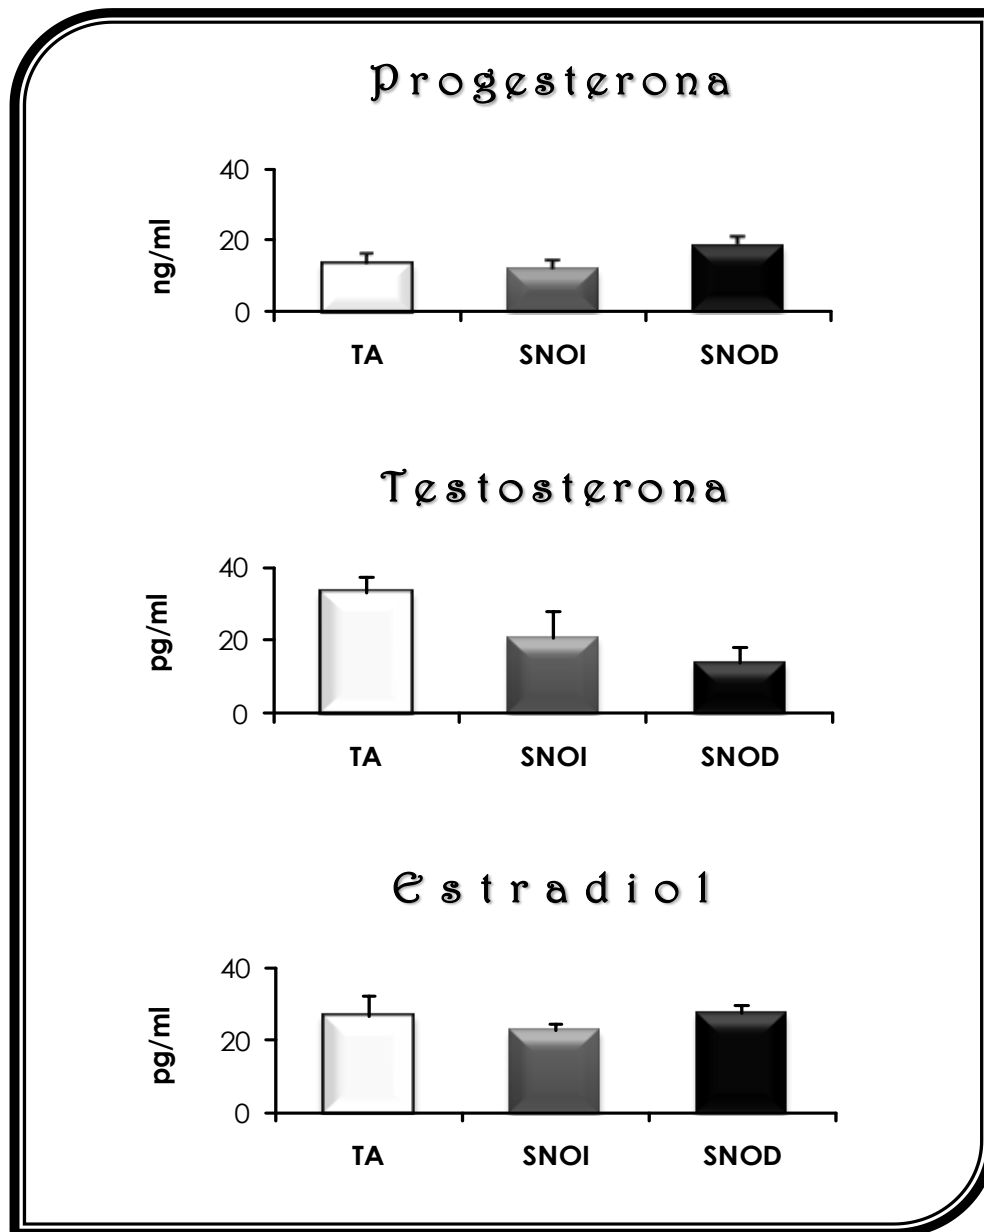 Progesterona
40
20
0
ng/ml
TA SNOI SNOD
Testosterona
40
20
0
pg/ml
TA SNOI SNOD
Estradiol
40
20
0
pg/ml
TA SNOI SNOD